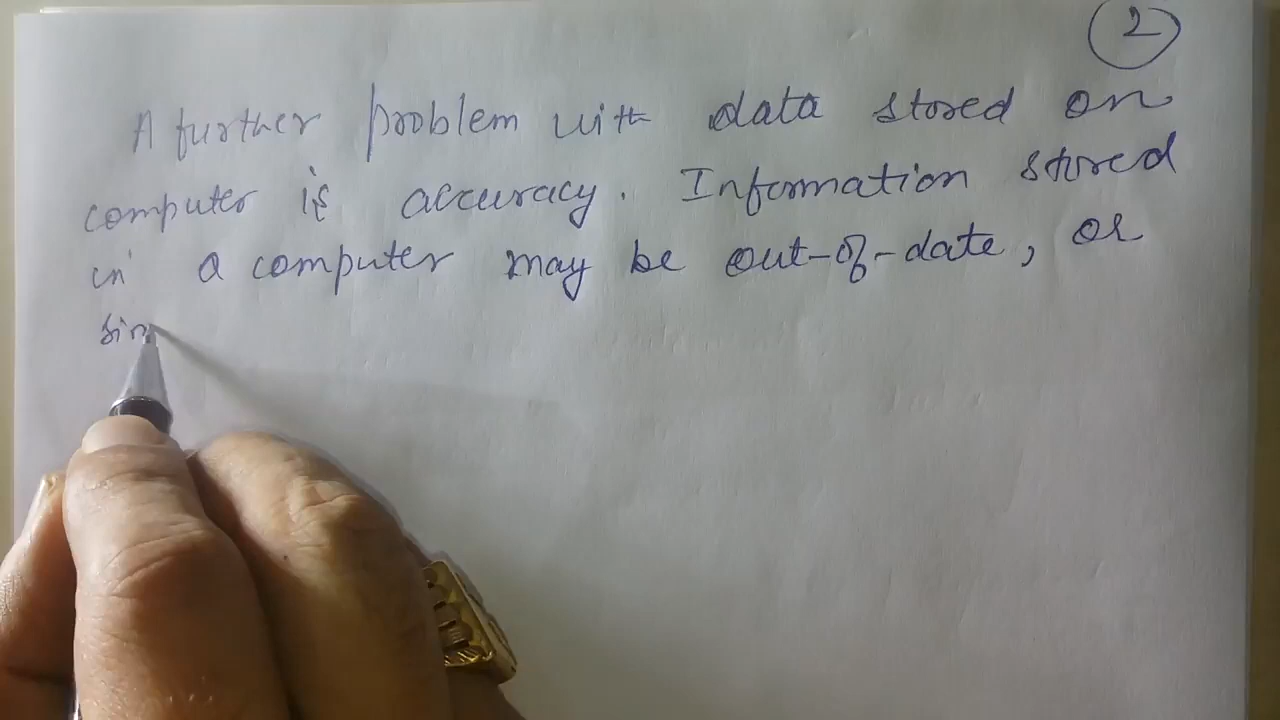 2
A further problem with data stored on
computer is accuracy. Information stored
in a computer may be out-of-date, or